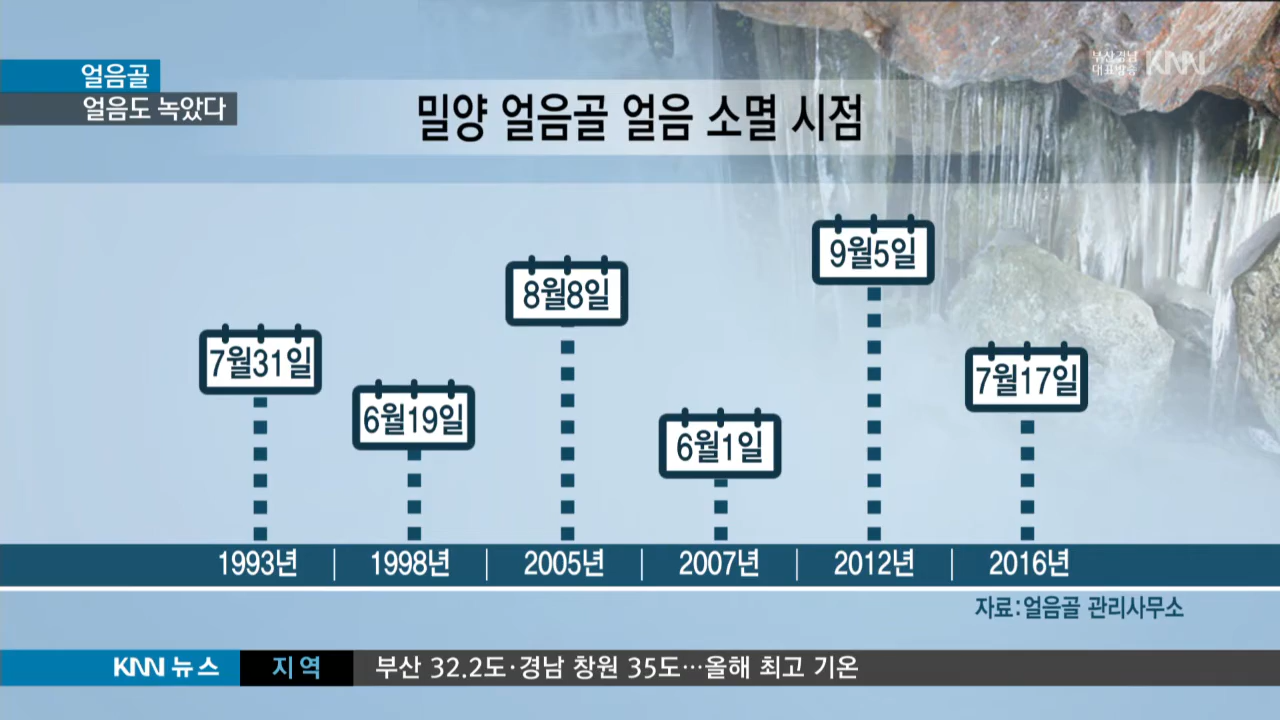 부산경남
대표방송 KNN
얼음골
얼음도 녹았다
밀양 얼음골 얼음 소멸 시점
7월31일
6월19일
8월8일
6월1일
9월5일
7월17일
1993년
1998년
2005년
2007년
2012년
2016년
자료:얼음골 관리사무소
KNN 뉴스 지역 부산 32.2도·경남 창원 35도…올해 최고 기온